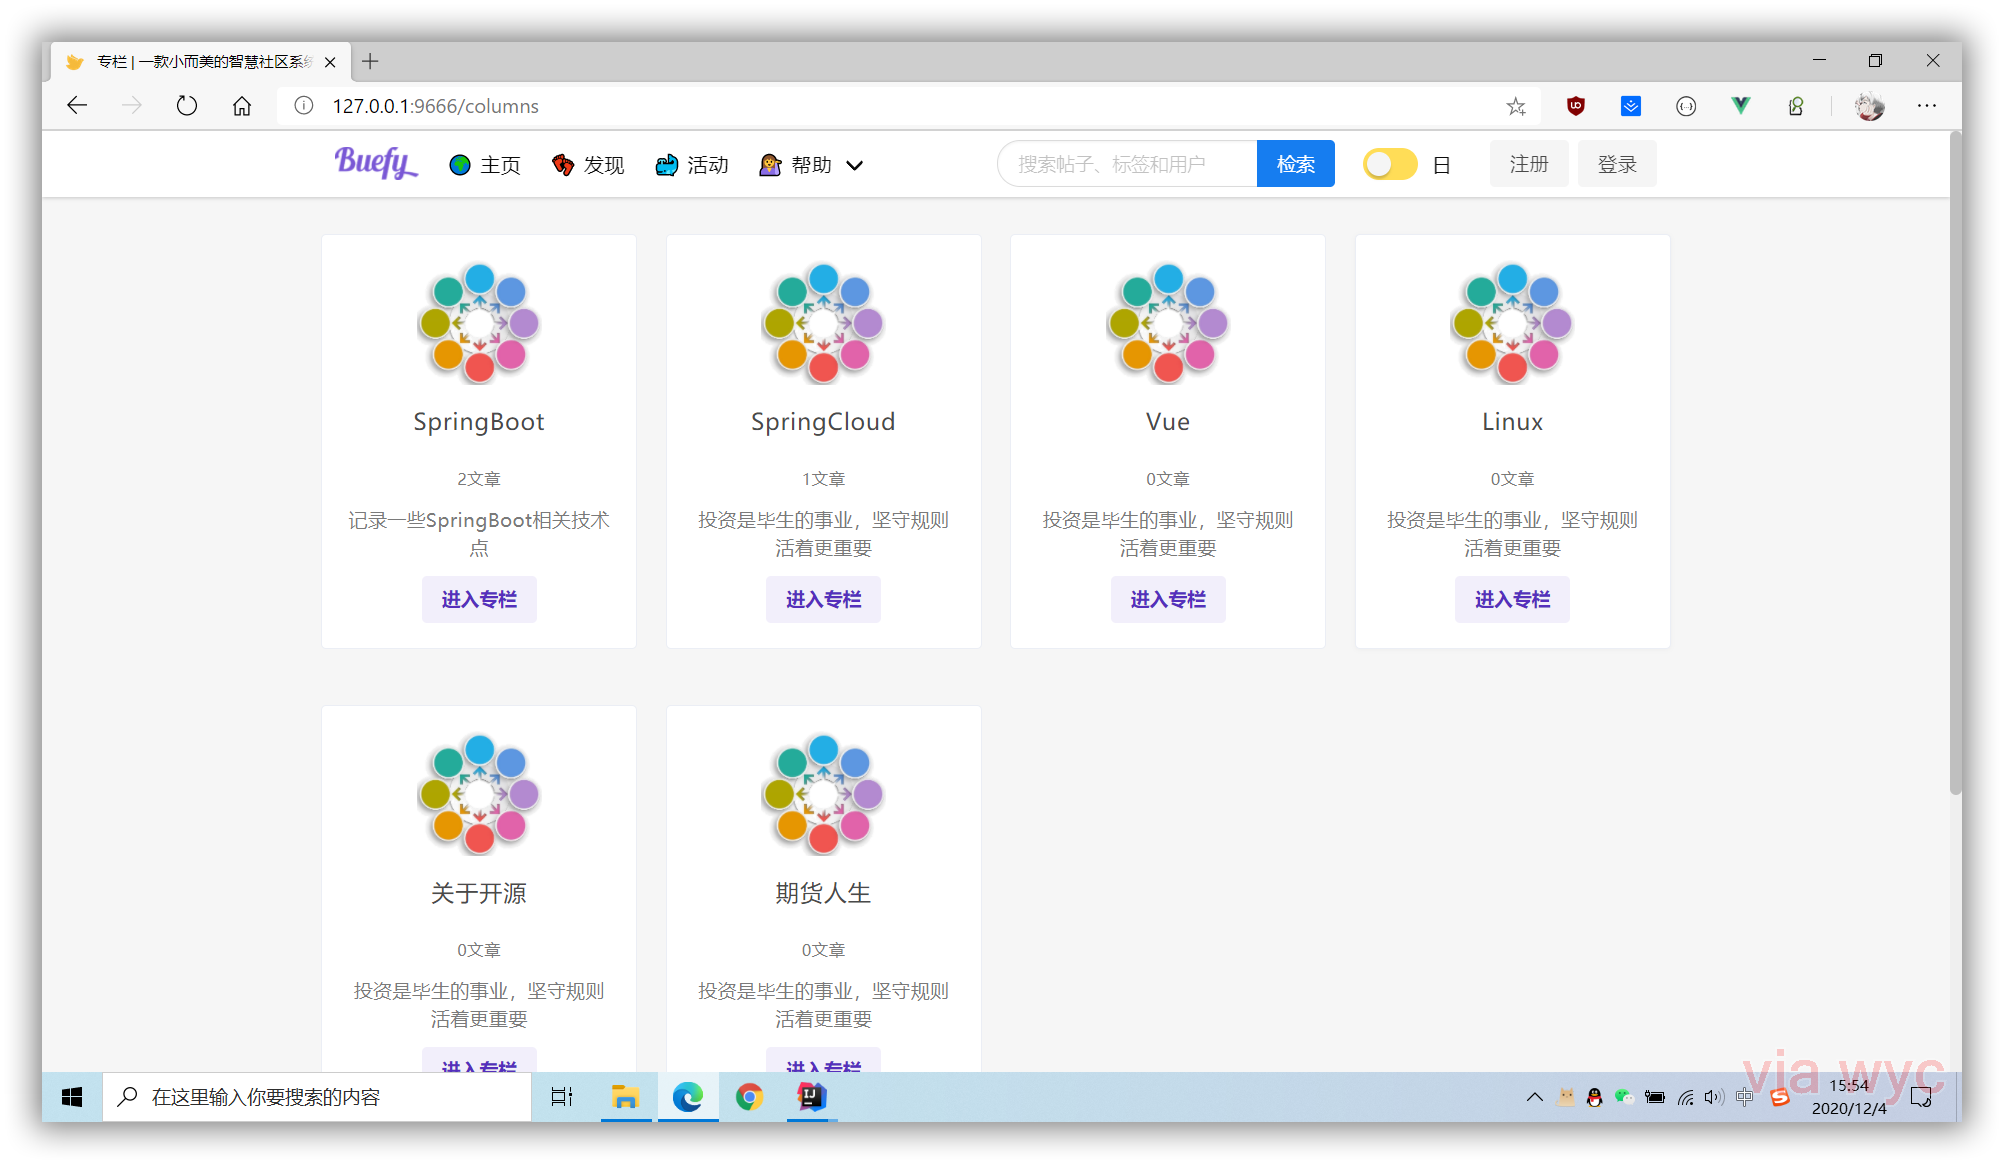 专栏 | 一款小而美的智慧社区系统
127.0.0.1:9666/columns
Buefy 主页 发现 活动 帮助 搜索帖子、标签和用户 检索 日 注册 登录
SpringBoot
2文章
记录一些SpringBoot相关技术
点
进入专栏
SpringCloud
1文章
投资是毕生的事业，坚守规则
活着更重要
进入专栏
Vue
0文章
投资是毕生的事业，坚守规则
活着更重要
进入专栏
Linux
0文章
投资是毕生的事业，坚守规则
活着更重要
进入专栏
关于开源
0文章
投资是毕生的事业，坚守规则
活着更重要
进入专栏
期货人生
0文章
投资是毕生的事业，坚守规则
活着更重要
进入专栏
via wyc
在这里输入你要搜索的内容
中
15:54
2020/12/4